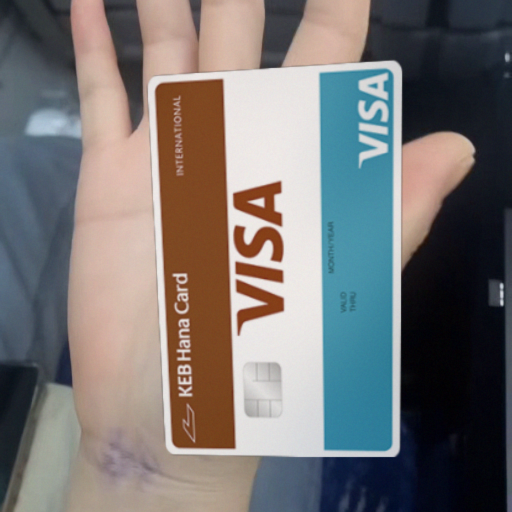 KEB Hana Card
INTERNATIONAL
VISA
MONTH/YEAR
VALID
THRU
VISA